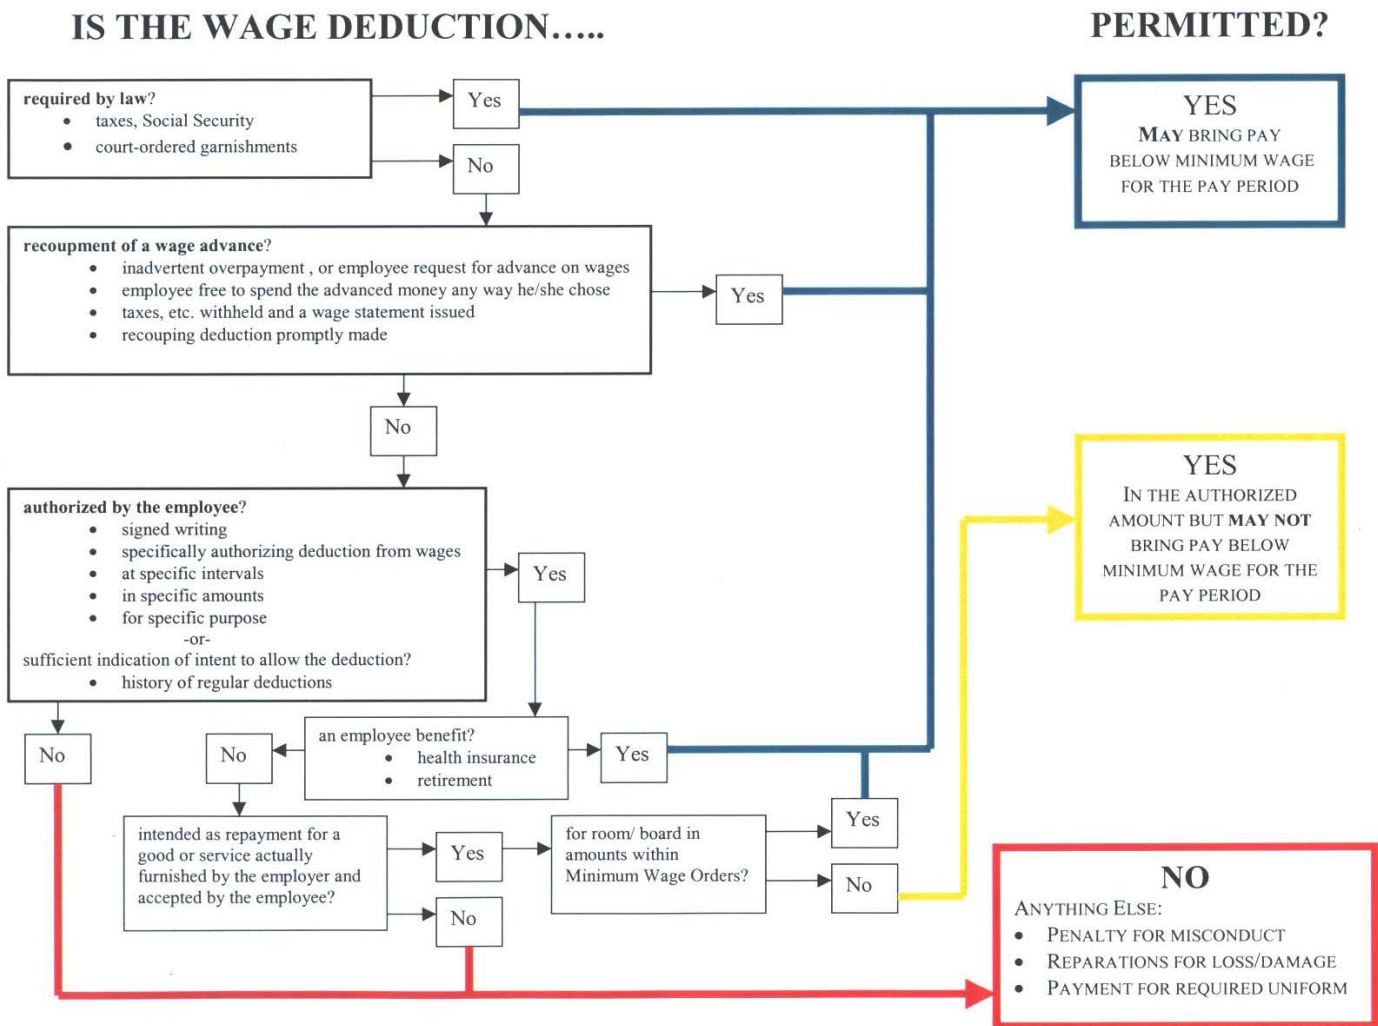 IS THE WAGE DEDUCTION…..
PERMITTED?
required by law?
• taxes, Social Security
• court-ordered garnishments
Yes
No
YES
MAY BRING PAY
BELOW MINIMUM WAGE
FOR THE PAY PERIOD
recoupment of a wage advance?
• inadvertent overpayment , or employee request for advance on wages
• employee free to spend the advanced money any way he/she chose
• taxes, etc. withheld and a wage statement issued
• recouping deduction promptly made
Yes
No
authorized by the employee?
• signed writing
• specifically authorizing deduction from wages
• at specific intervals
• in specific amounts
• for specific purpose
-or-
sufficient indication of intent to allow the deduction?
• history of regular deductions
Yes
YES
IN THE AUTHORIZED
AMOUNT BUT MAY NOT
BRING PAY BELOW
MINIMUM WAGE FOR THE
PAY PERIOD
No
No
an employee benefit?
• health insurance
• retirement
Yes
intended as repayment for a
good or service actually
furnished by the employer and
accepted by the employee?
Yes
No
for room/ board in
amounts within
Minimum Wage Orders?
Yes
No
NO
ANYTHING ELSE:
• PENALTY FOR MISCONDUCT
• REPARATIONS FOR LOSS/DAMAGE
• PAYMENT FOR REQUIRED UNIFORM